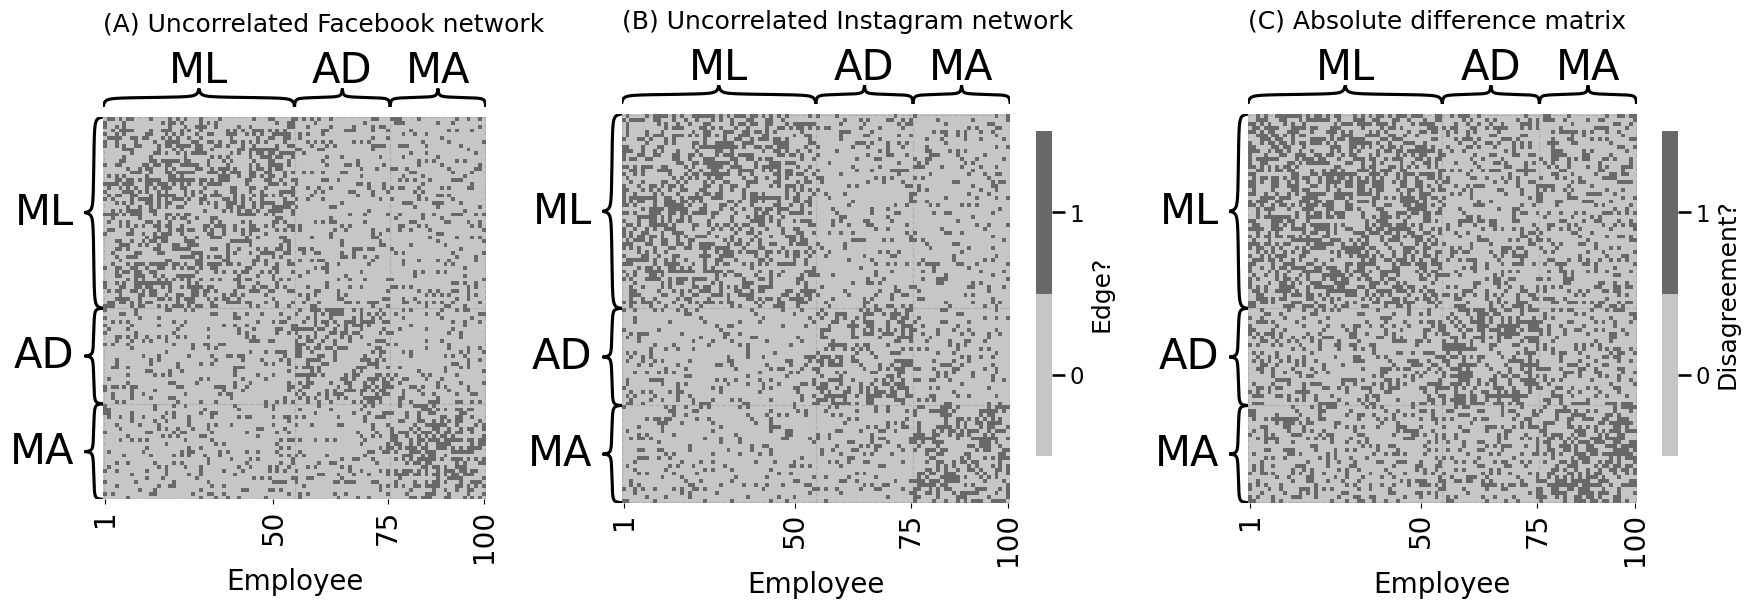 (A) Uncorrelated Facebook network
ML AD MA
ML
AD
MA
1 50 75 100
Employee
(B) Uncorrelated Instagram network
ML AD MA
ML
AD
MA
1 50 75 100
Employee
1
0
Edge?
(C) Absolute difference matrix
ML AD MA
ML
AD
MA
1 50 75 100
Employee
1
0
Disagreement?